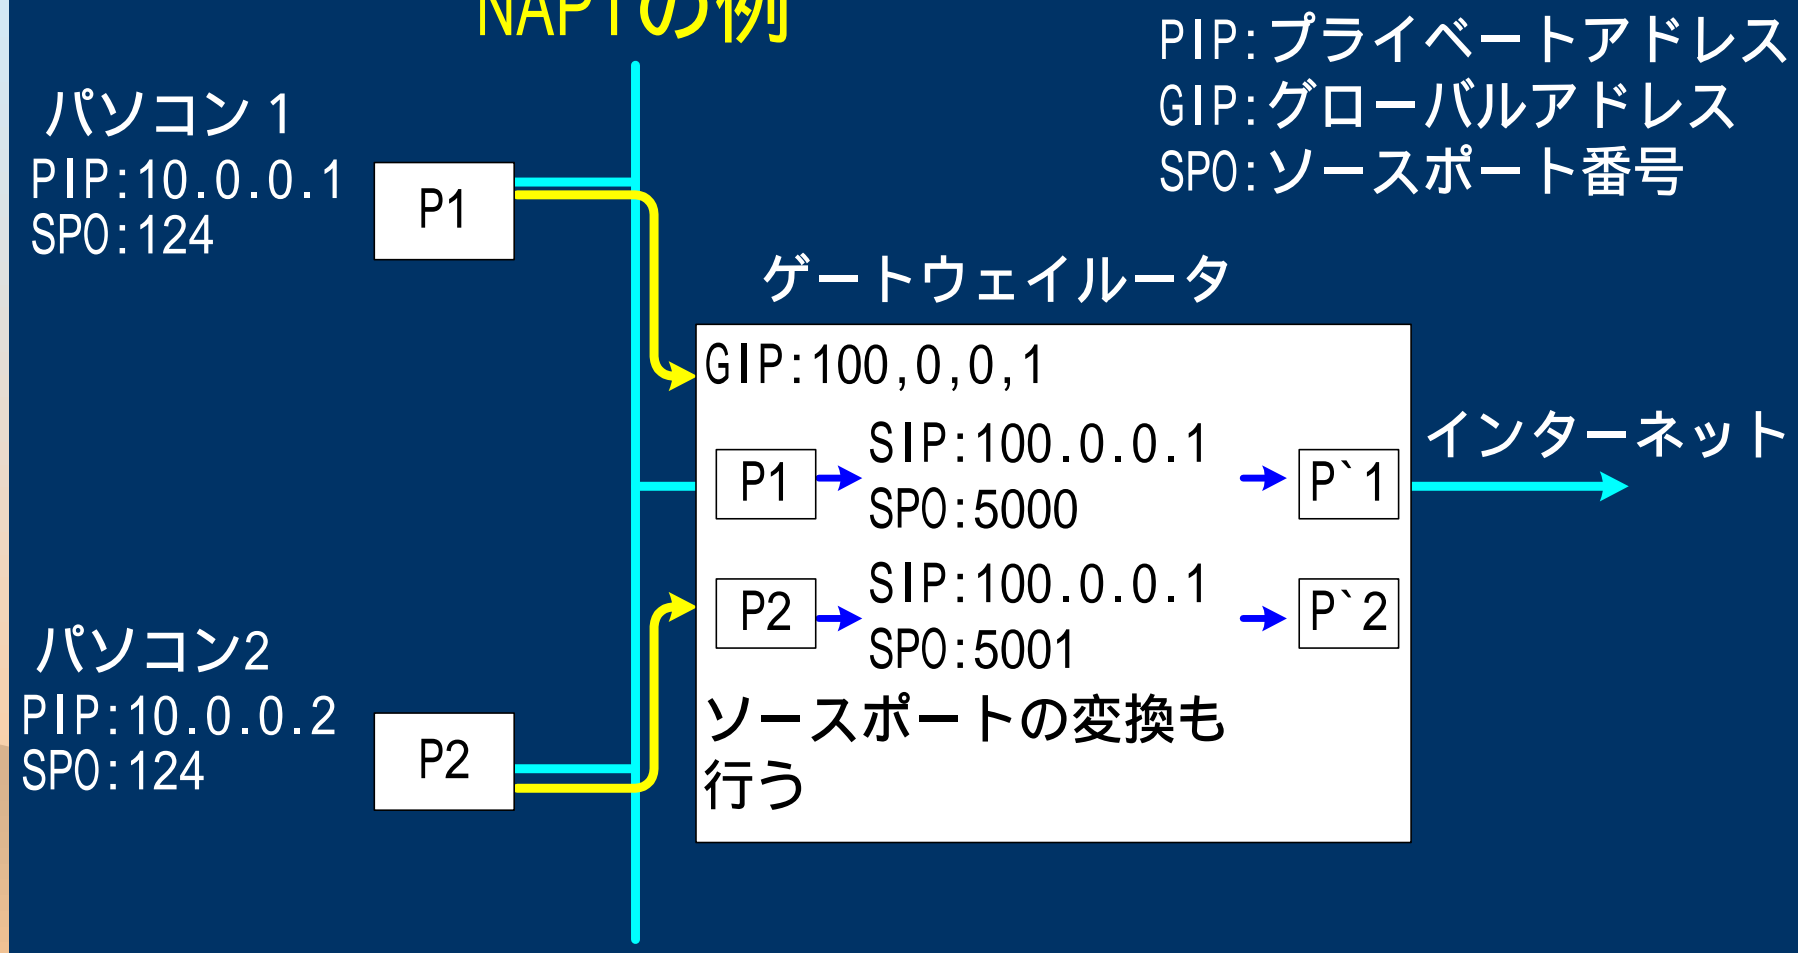 NAPTの例
PIP:プライベートアドレス
GIP:グローバルアドレス
SPO:ソースポート番号
パソコン1
PIP:10.0.0.1
SPO:124
P1
ゲートウェイルータ
GIP:100,0,0,1
P1
SIP:100.0.0.1
SPO:5000
P`1
インターネット
P2
SIP:100.0.0.1
SPO:5001
P`2
ソースポートの変換も
行う
パソコン2
PIP:10.0.0.2
SPO:124
P2